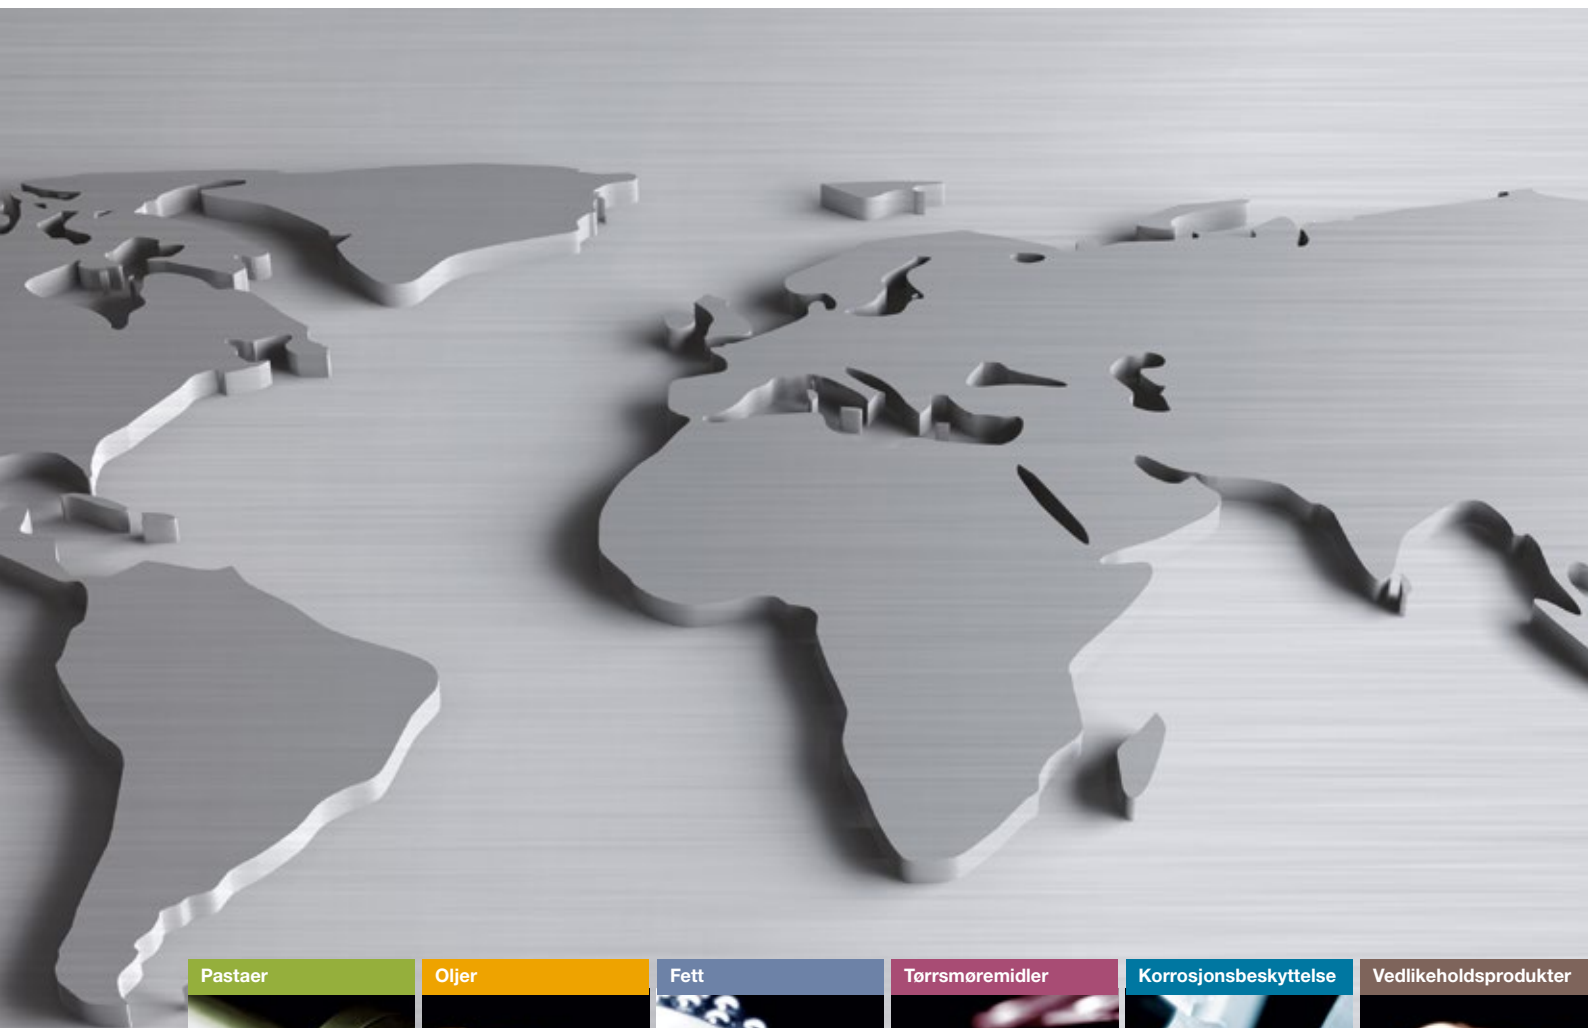 Pastaer
Oljer
Fett
Tørrsmøremidler
Korrosjonsbeskyttelse
Vedlikeholdsprodukter